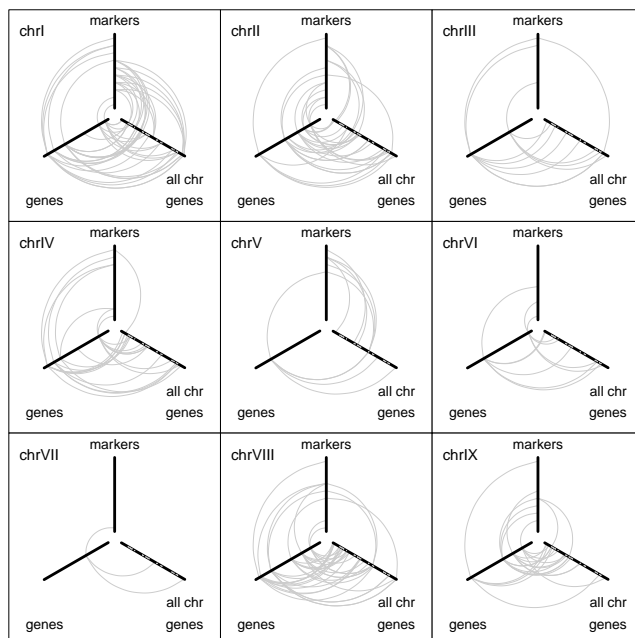 chrI
markers
genes
all chr
genes
chrII
markers
genes
all chr
genes
chrIII
markers
genes
all chr
genes
chrIV
markers
genes
all chr
genes
chrV
markers
genes
all chr
genes
chrVI
markers
genes
all chr
genes
chrVII
markers
genes
all chr
genes
chrVIII
markers
genes
all chr
genes
chrIX
markers
genes
all chr
genes